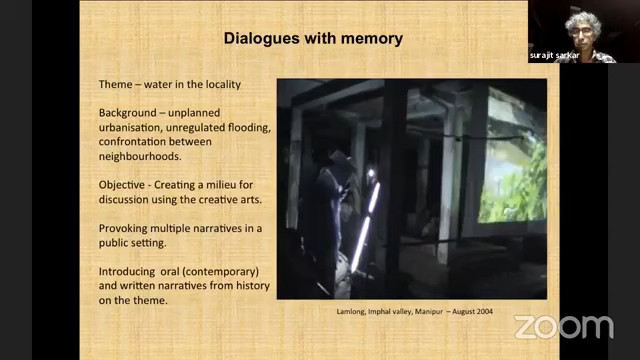 Dialogues with memory
surajit sarkar
Theme – water in the locality
Background – unplanned
urbanisation, unregulated flooding,
confrontation between
neighbourhoods.
Objective - Creating a milieu for
discussion using the creative arts.
Provoking multiple narratives in a
public setting.
Introducing oral (contemporary)
and written narratives from history
on the theme.
Lamlong, Imphal valley, Manipur – August 2004
zoom